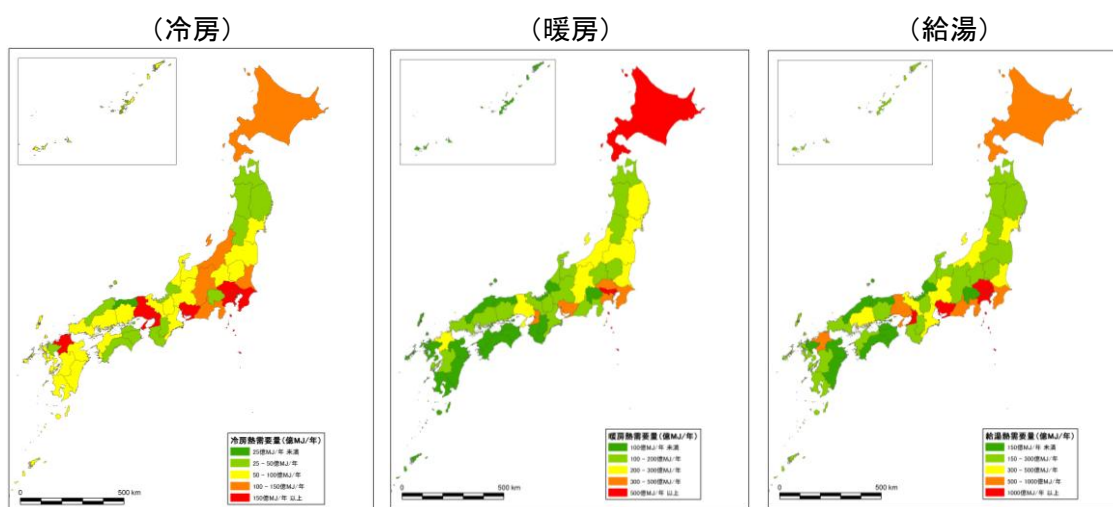 （冷房）
（暖房）
（給湯）
冷房熱需要量(億MJ/年)
25億MJ/年 未満
25 - 50億MJ/年
50 - 100億MJ/年
100 - 150億MJ/年
150億MJ/年 以上
500 km
暖房熱需要量(億MJ/年)
100億MJ/年 未満
100 - 200億MJ/年
200 - 300億MJ/年
300 - 500億MJ/年
500億MJ/年 以上
500 km
給湯熱需要量(億MJ/年)
150億MJ/年 未満
150 - 300億MJ/年
300 - 500億MJ/年
500 - 1000億MJ/年
1000億MJ/年 以上
500 km